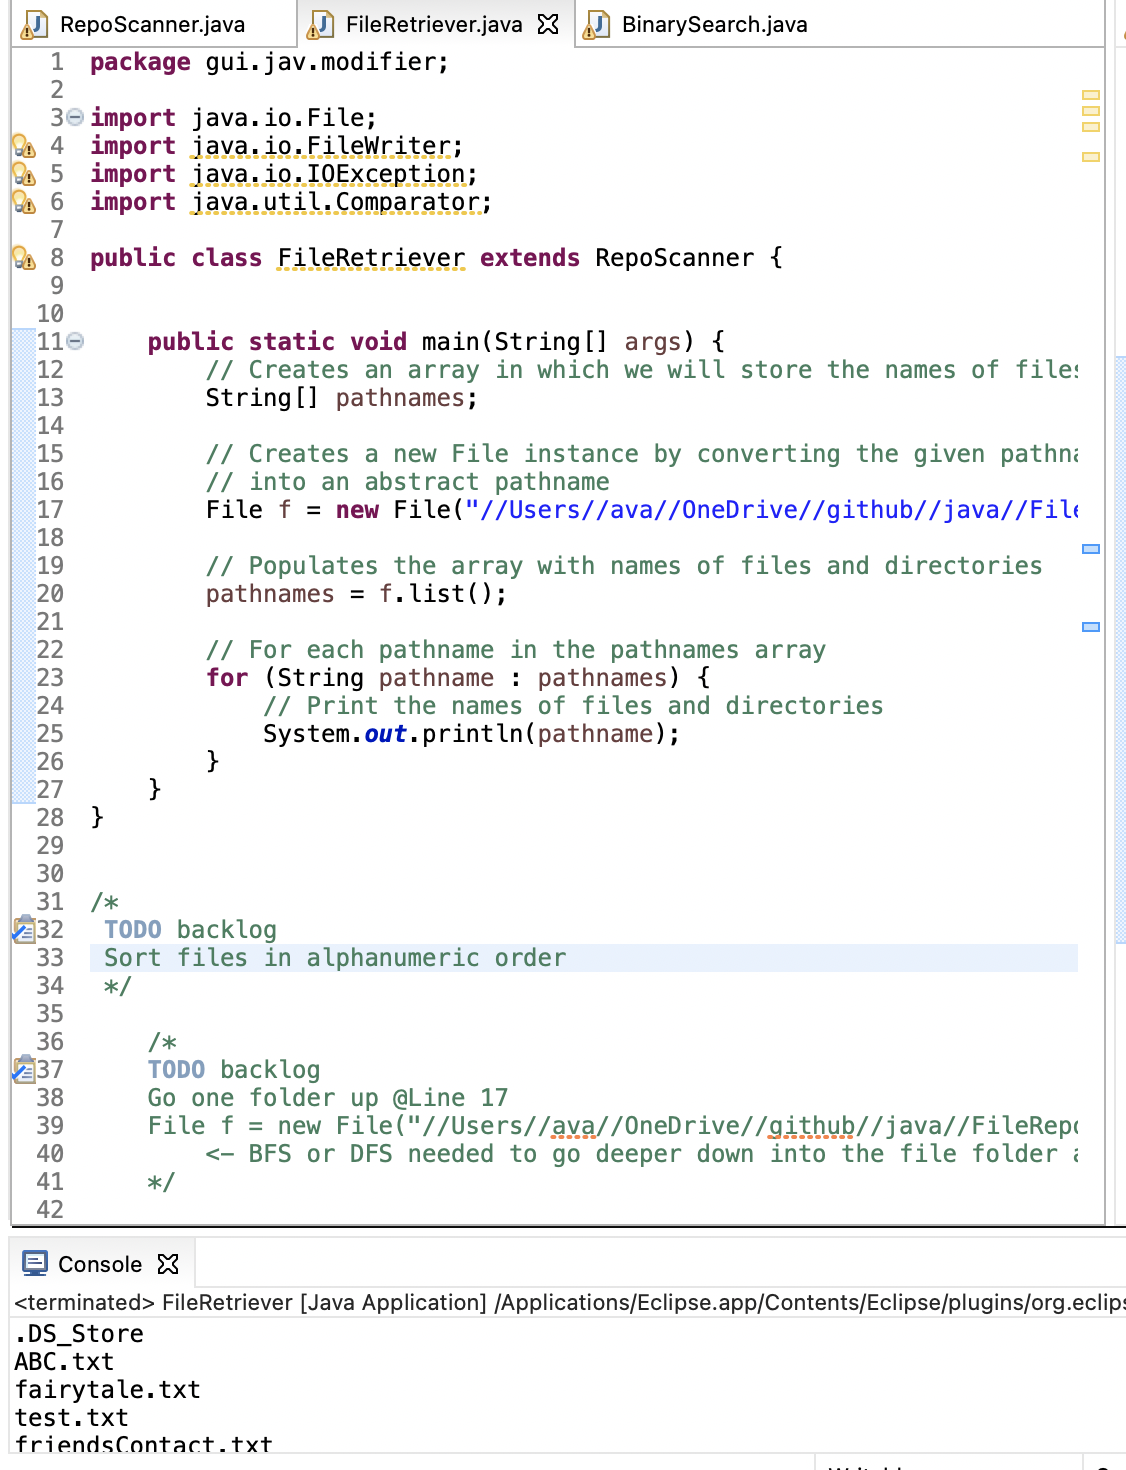 RepoScanner.java FileRetriever.java BinarySearch.java
1 package gui.jav.modifier;
2
3 import java.io.File;
4 import java.io.FileWriter;
5 import java.io.IOException;
6 import java.util.Comparator;
7
8 public class FileRetriever extends RepoScanner {
9
10
11 public static void main(String[] args) {
12 // Creates an array in which we will store the names of files
13 String[] pathnames;
14
15 // Creates a new File instance by converting the given pathna
16 // into an abstract pathname
17 File f = new File("//Users//ava//OneDrive//github//java//File
18
19 // Populates the array with names of files and directories
20 pathnames = f.list();
21
22 // For each pathname in the pathnames array
23 for (String pathname : pathnames) {
24 // Print the names of files and directories
25 System.out.println(pathname);
26 }
27 }
28 }
29
30
31 /*
32 TODO backlog
33 Sort files in alphanumeric order
34 */
35
36 /*
37 TODO backlog
38 Go one folder up @Line 17
39 File f = new File("//Users//ava//OneDrive//github//java//FileRepo
40 <- BFS or DFS needed to go deeper down into the file folder
41 */
42
Console
<terminated> FileRetriever [Java Application] /Applications/Eclipse.app/Contents/Eclipse/plugins/org.eclips
.DS_Store
ABC.txt
fairytale.txt
test.txt
friendsContact.txt